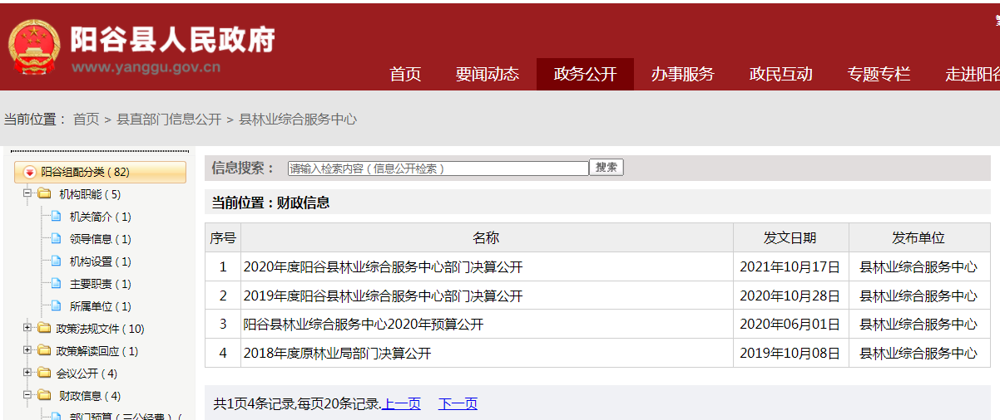 阳谷县人民政府
www.yanggu.gov.cn
首页 要闻动态 政务公开 办事服务 政民互动 专题专栏 走进阳谷
当前位置： 首页 > 县直部门信息公开 > 县林业综合服务中心
阳谷组配分类 ( 82)
机构职能 ( 5)
机关简介 ( 1)
领导信息 ( 1)
机构设置 ( 1)
主要职责 ( 1)
所属单位 ( 1)
政策法规文件 ( 10)
政策解读回应 ( 1)
会议公开 ( 4)
财政信息 ( 4)
部门预算（三公经费）(
信息搜索： 请输入检索内容（信息公开检索） 搜索
当前位置：财政信息
序号 名称 发文日期 发布单位
1 2020年度阳谷县林业综合服务中心部门决算公开 2021年10月17日 县林业综合服务中心
2 2019年度阳谷县林业综合服务中心部门决算公开 2020年10月28日 县林业综合服务中心
3 阳谷县林业综合服务中心2020年预算公开 2020年06月01日 县林业综合服务中心
4 2018年度原林业局部门决算公开 2019年10月08日 县林业综合服务中心
共1页4条记录,每页20条记录.上一页 下一页